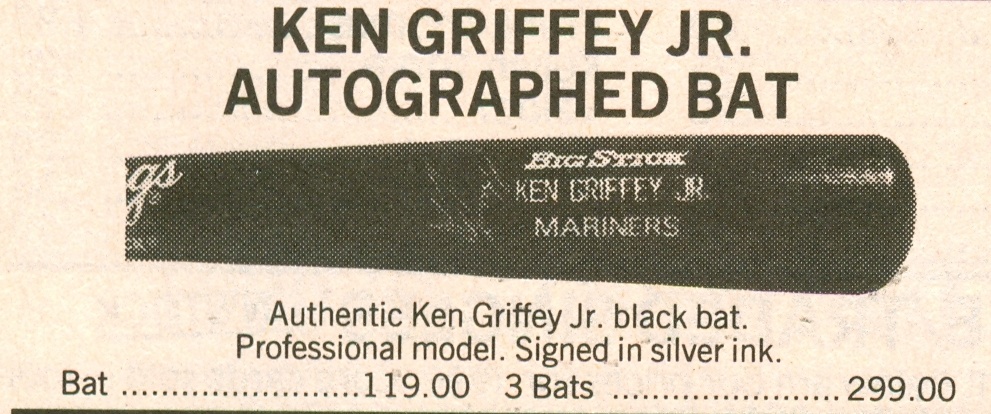 KEN GRIFFEY JR.
AUTOGRAPHED BAT
gs
BIG STICK
KEN GRIFFEY JR.
MARINERS
Authentic Ken Griffey Jr. black bat.
Professional model. Signed in silver ink.
Bat ........................119.00 3 Bats .......................299.00